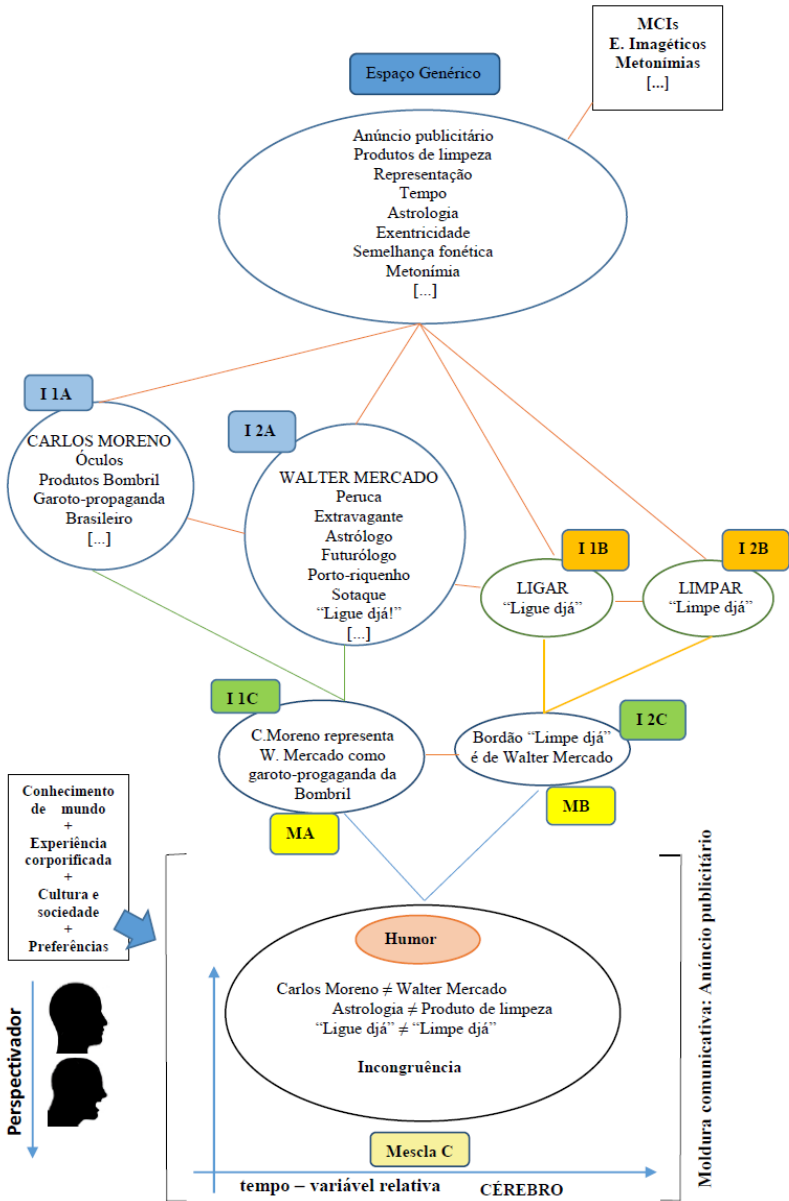 MCIs
E. Imagéticos
Metonímias
[...]
Espaço Genérico
Anúncio publicitário
Produtos de limpeza
Representação
Tempo
Astrologia
Exentricidade
Semelhança fonética
Metonímia
[...]
I 1A
CARLOS MORENO
Óculos
Produtos Bombril
Garoto-propaganda
Brasileiro
[...]
I 2A
WALTER MERCADO
Peruca
Extravagante
Astrólogo
Futurólogo
Porto-riquenho
Sotaque
“Ligue djá!”
[...]
I 1B
LIGAR
“Ligue djá”
I 2B
LIMPAR
“Limpe djá”
I 1C
C.Moreno representa
W. Mercado como
garoto-progaganda da
Bombril
MA
I 2C
Bordão “Limpe djá”
é de Walter Mercado
MB
Conhecimento
de mundo
+
Experiência
corporificada
+
Cultura e
sociedade
+
Preferências
Perspectivador
Humor
Carlos Moreno ≠ Walter Mercado
Astrologia ≠ Produto de limpeza
“Ligue djá” ≠ “Limpe djá”
Incongruência
Mescla C
tempo – variável relativa
CÉREBRO
Moldura comunicativa: Anúncio publicitário